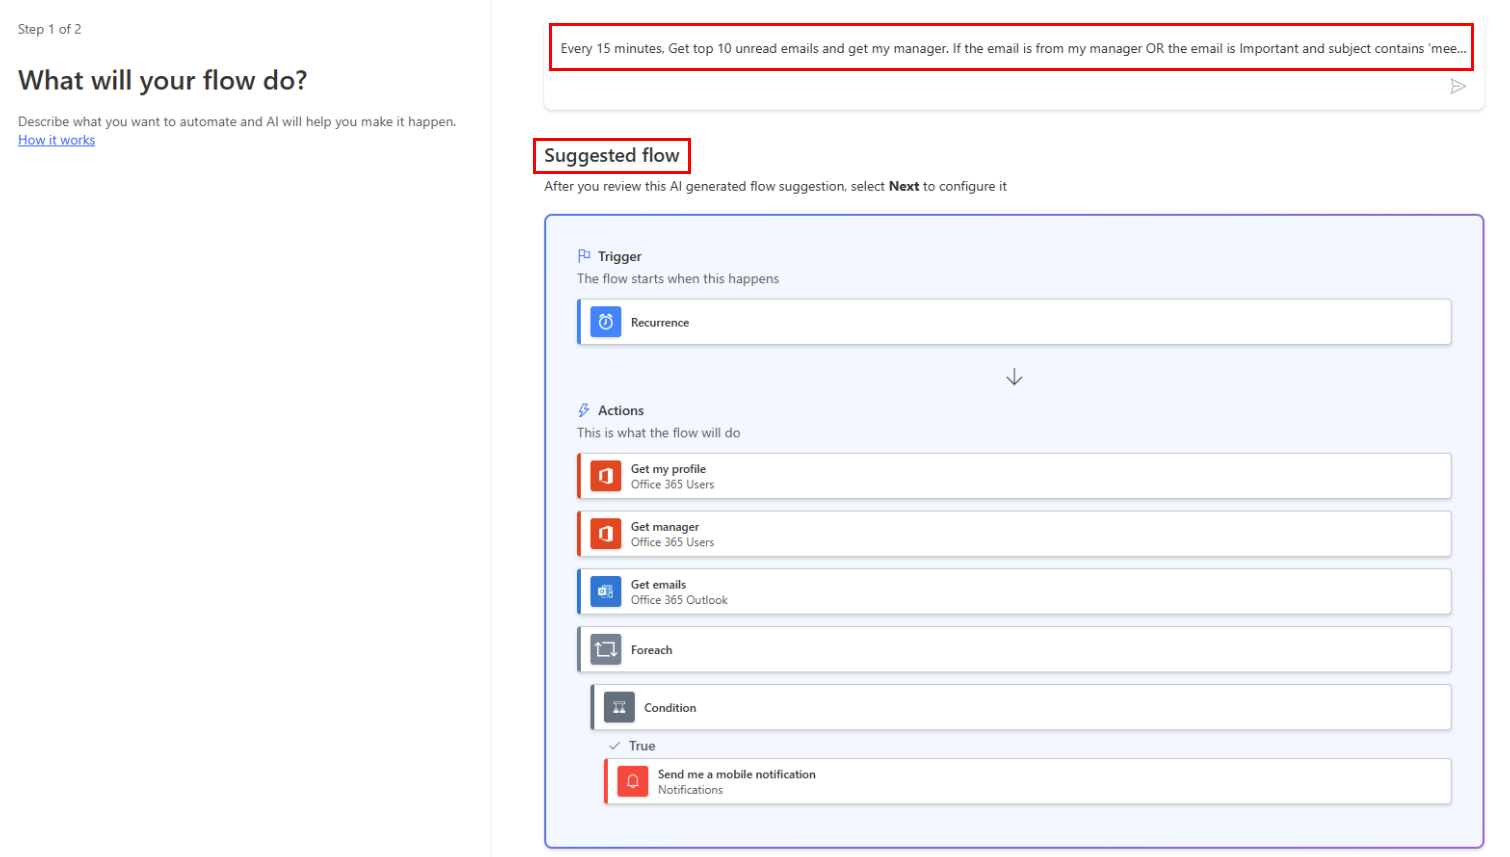 Step 1 of 2
What will your flow do?
Describe what you want to automate and AI will help you make it happen.
How it works
Every 15 minutes, Get top 10 unread emails and get my manager. If the email is from my manager OR the email is Important and subject contains 'mee...
Suggested flow
After you review this AI generated flow suggestion, select Next to configure it
Trigger
The flow starts when this happens
Recurrence
Actions
This is what the flow will do
Get my profile
Office 365 Users
Get manager
Office 365 Users
Get emails
Office 365 Outlook
Foreach
Condition
True
Send me a mobile notification
Notifications